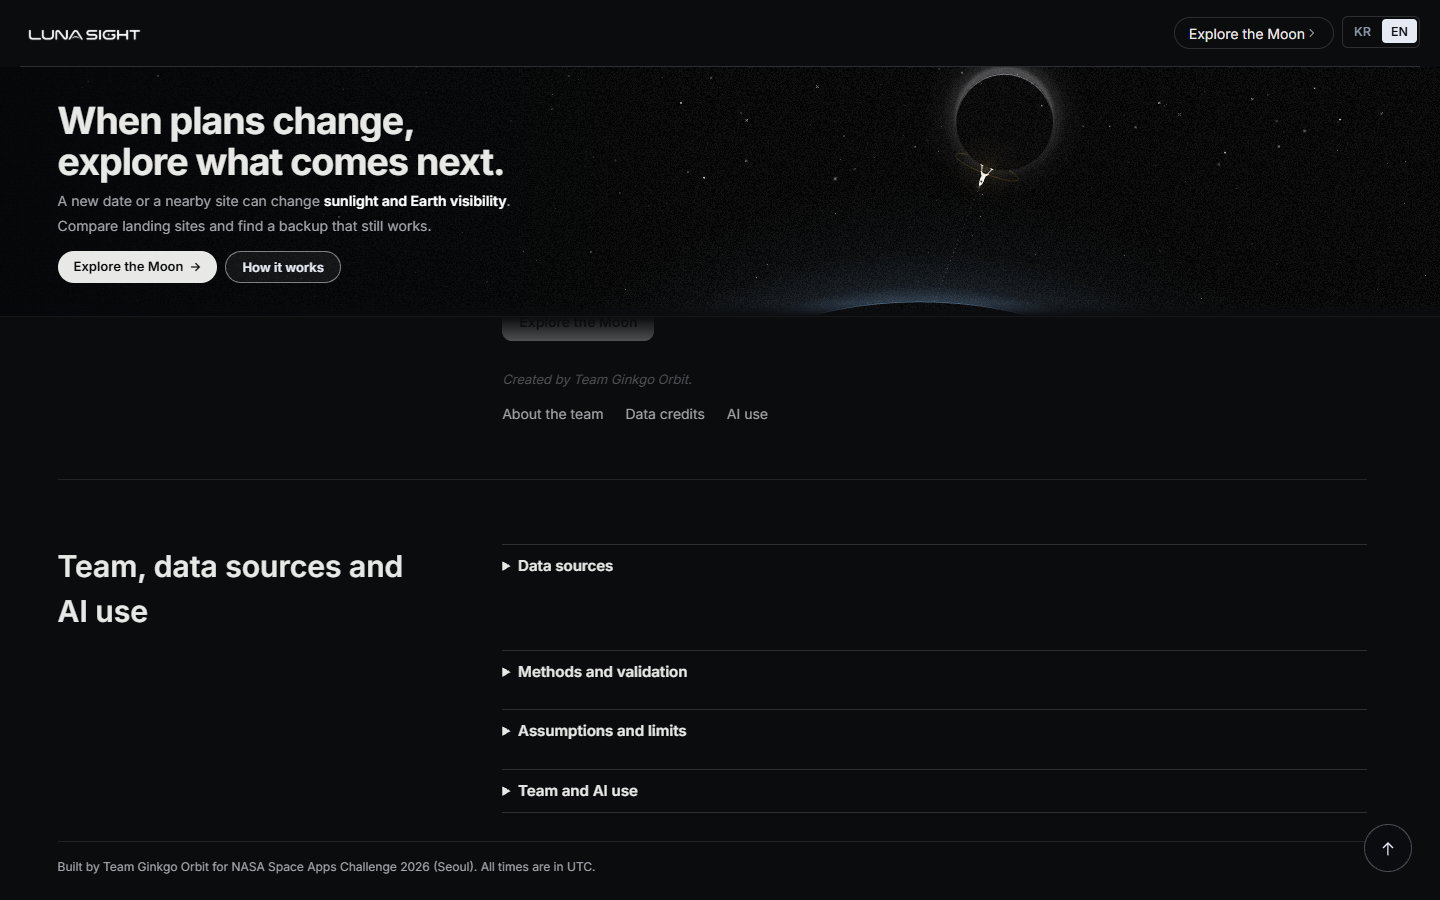 LUNA SIGHT
Explore the Moon
KR
EN
When plans change,
explore what comes next.
A new date or a nearby site can change sunlight and Earth visibility.
Compare landing sites and find a backup that still works.
Explore the Moon →
How it works
Explore the Moon
Created by Team Ginkgo Orbit.
About the team
Data credits
AI use
Team, data sources and
AI use
Data sources
Methods and validation
Assumptions and limits
Team and AI use
Built by Team Ginkgo Orbit for NASA Space Apps Challenge 2026 (Seoul). All times are in UTC.